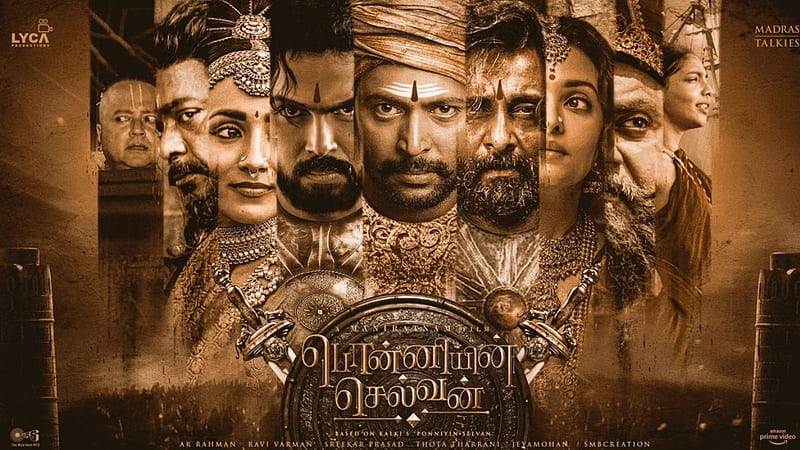 LYCA
PRODUCTIONS
MADRAS
TALKIES
A MANIRATNAM FILM
பொன்னியின்
செல்வன்
BASED ON KALKI'S "PONNIYIN SELVAN"
AR RAHMAN RAVI VARMAN SREEKAR PRASAD THOTA THARRANI JEYAMOHAN SMBCREATION
amazon
prime video